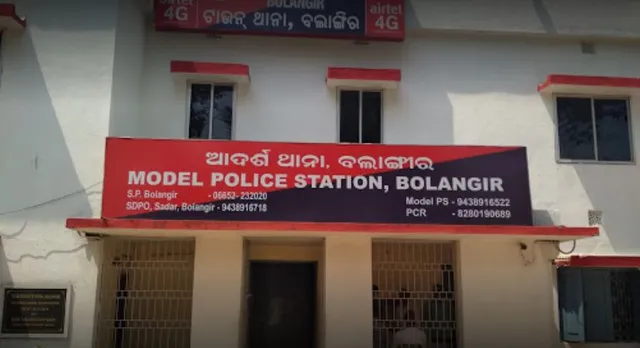 airtel 4G BOLANGIR airtel 4G
ଟାଉନ୍ ଥାନା, ବଲାଙ୍ଗିର
ଆଦର୍ଶ ଥାନା, ବଲାଙ୍ଗୀର
MODEL POLICE STATION, BOLANGIR
S.P. Bolangir - 06652-232020 Model PS - 9438916522
SDPO, Sadar, Bolangir - 9438916718 PCR - 8280190689